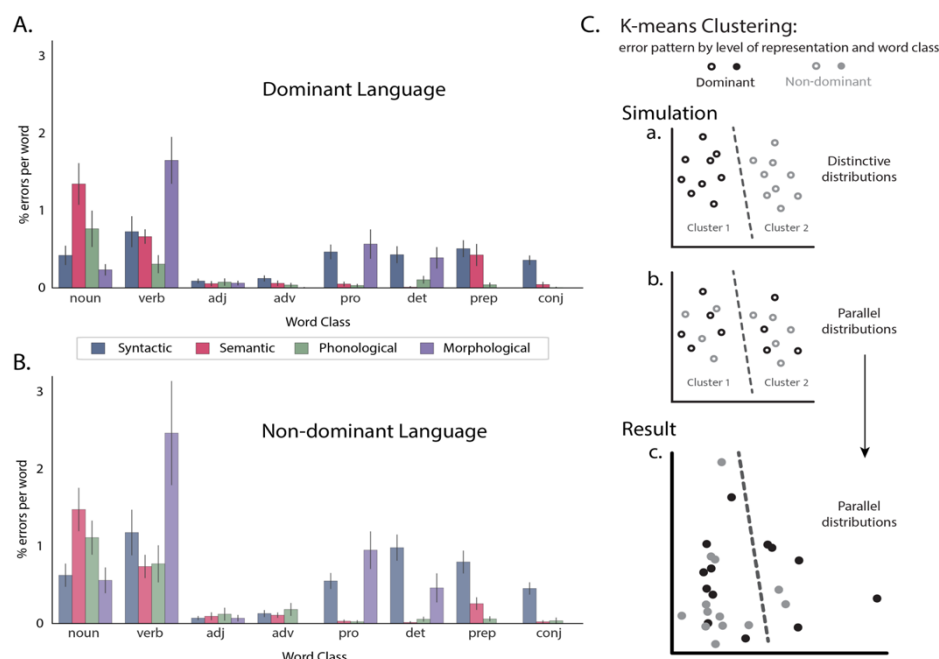 A.
Dominant Language
% errors per word
3
2
1
0
noun verb adj adv pro det prep conj
Word Class
Syntactic Semantic Phonological Morphological
B.
Non-dominant Language
% errors per word
3
2
1
0
noun verb adj adv pro det prep conj
Word Class
C. K-means Clustering:
error pattern by level of representation and word class
Dominant Non-dominant
Simulation
a.
Distinctive
distributions
Cluster 1 Cluster 2
b.
Parallel
distributions
Cluster 1 Cluster 2
Result
c.
Parallel
distributions